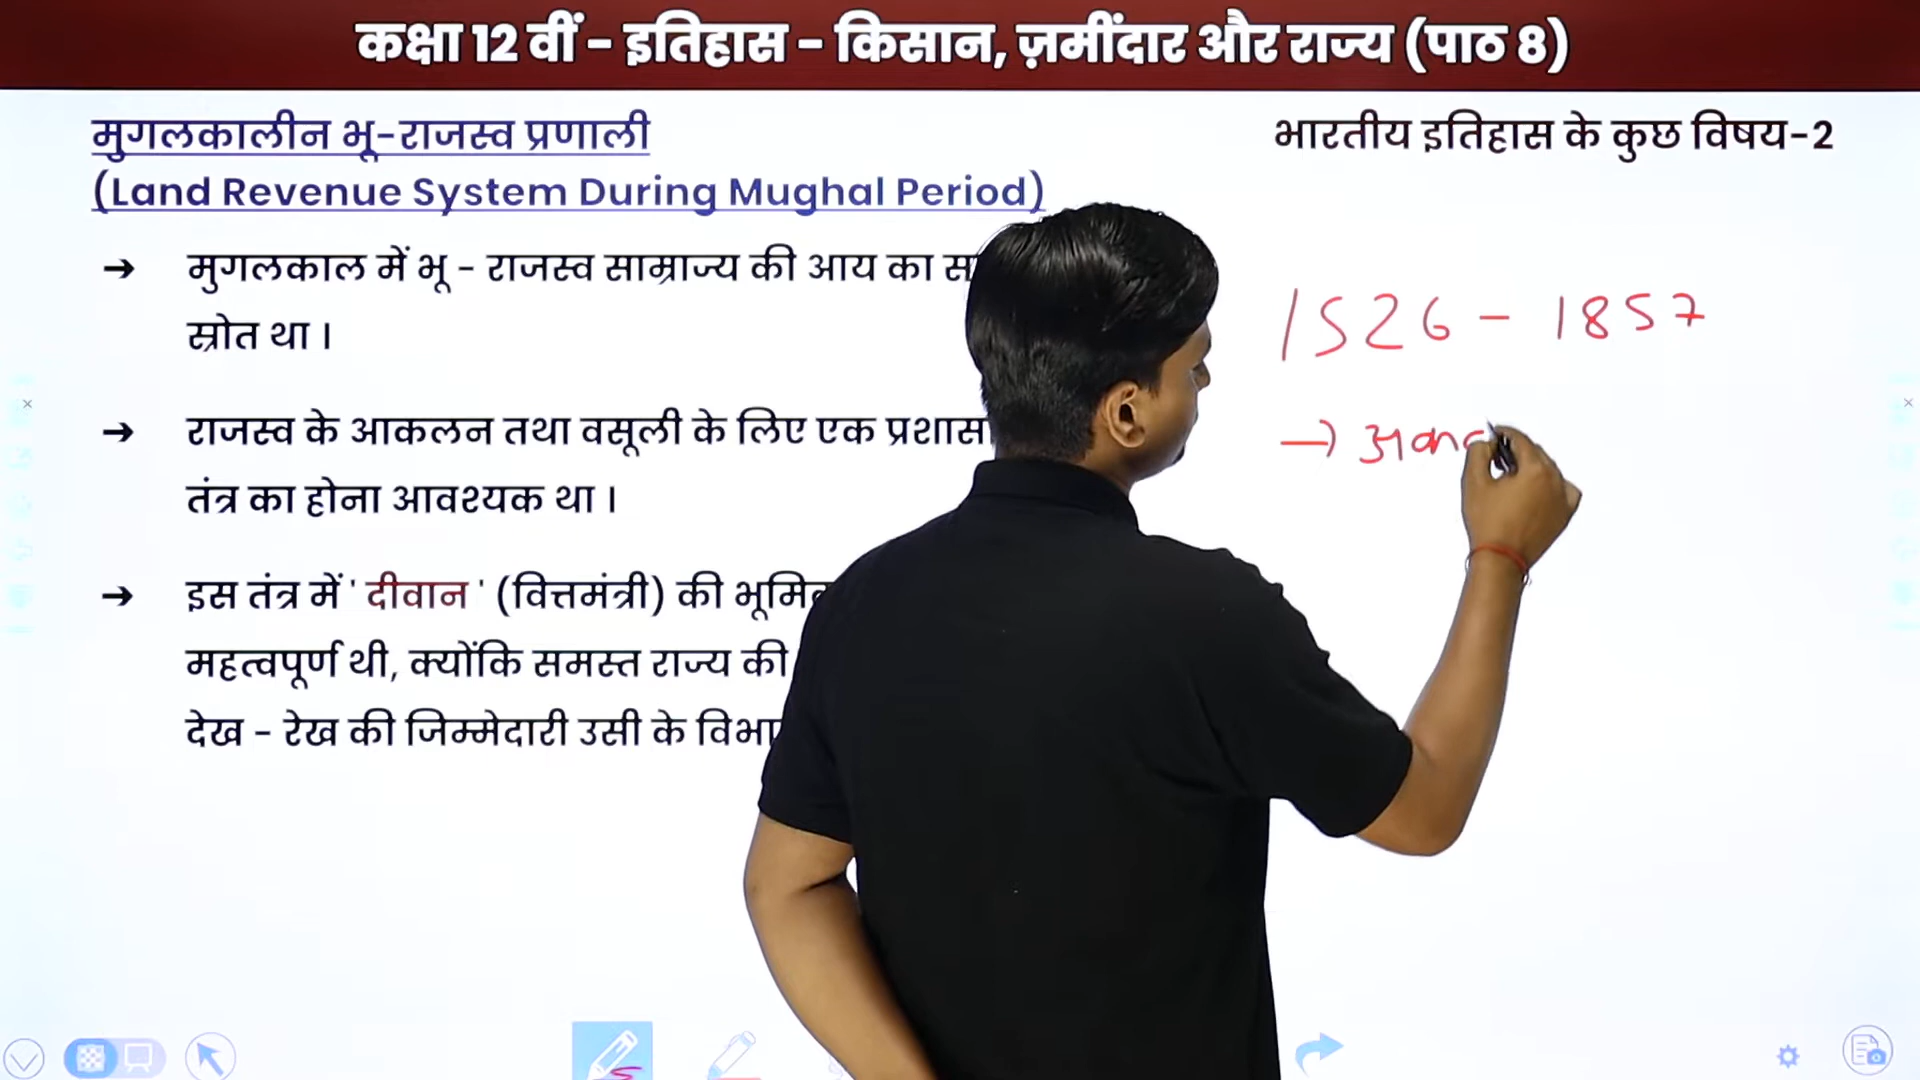 कक्षा 12 वीं - इतिहास - किसान, ज़मींदार और राज्य (पाठ 8)
मुगलकालीन भू-राजस्व प्रणाली
(Land Revenue System During Mughal Period)
भारतीय इतिहास के कुछ विषय-2
→ मुगलकाल में भू - राजस्व साम्राज्य की आय का
स्रोत था ।
→ राजस्व के आकलन तथा वसूली के लिए एक
तंत्र का होना आवश्यक था ।
→ इस तंत्र में ' दीवान ' (वित्तमंत्री) की
महत्वपूर्ण थी, क्योंकि समस्त राज्य की
देख - रेख की जिम्मेदारी उसी के
1526 - 1857
→